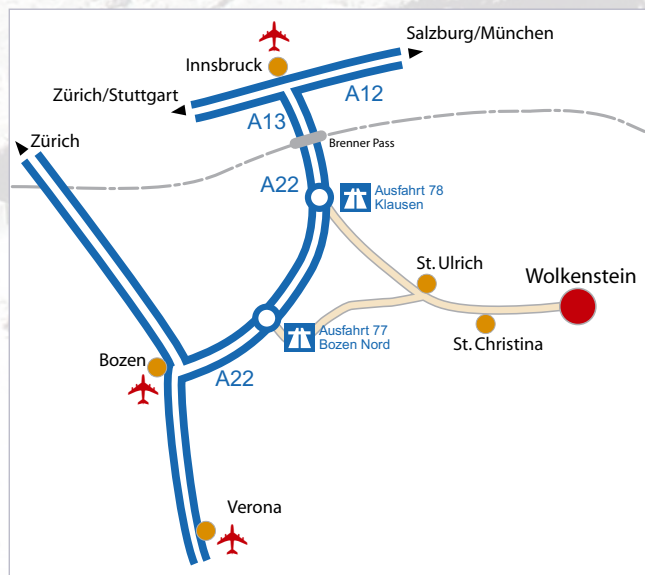 Salzburg/München
Innsbruck
Zürich/Stuttgart
A12
A13
Zürich
Brenner Pass
A22
Ausfahrt 78
Klausen
St. Ulrich
Wolkenstein
Ausfahrt 77
Bozen Nord
St. Christina
Bozen
A22
Verona